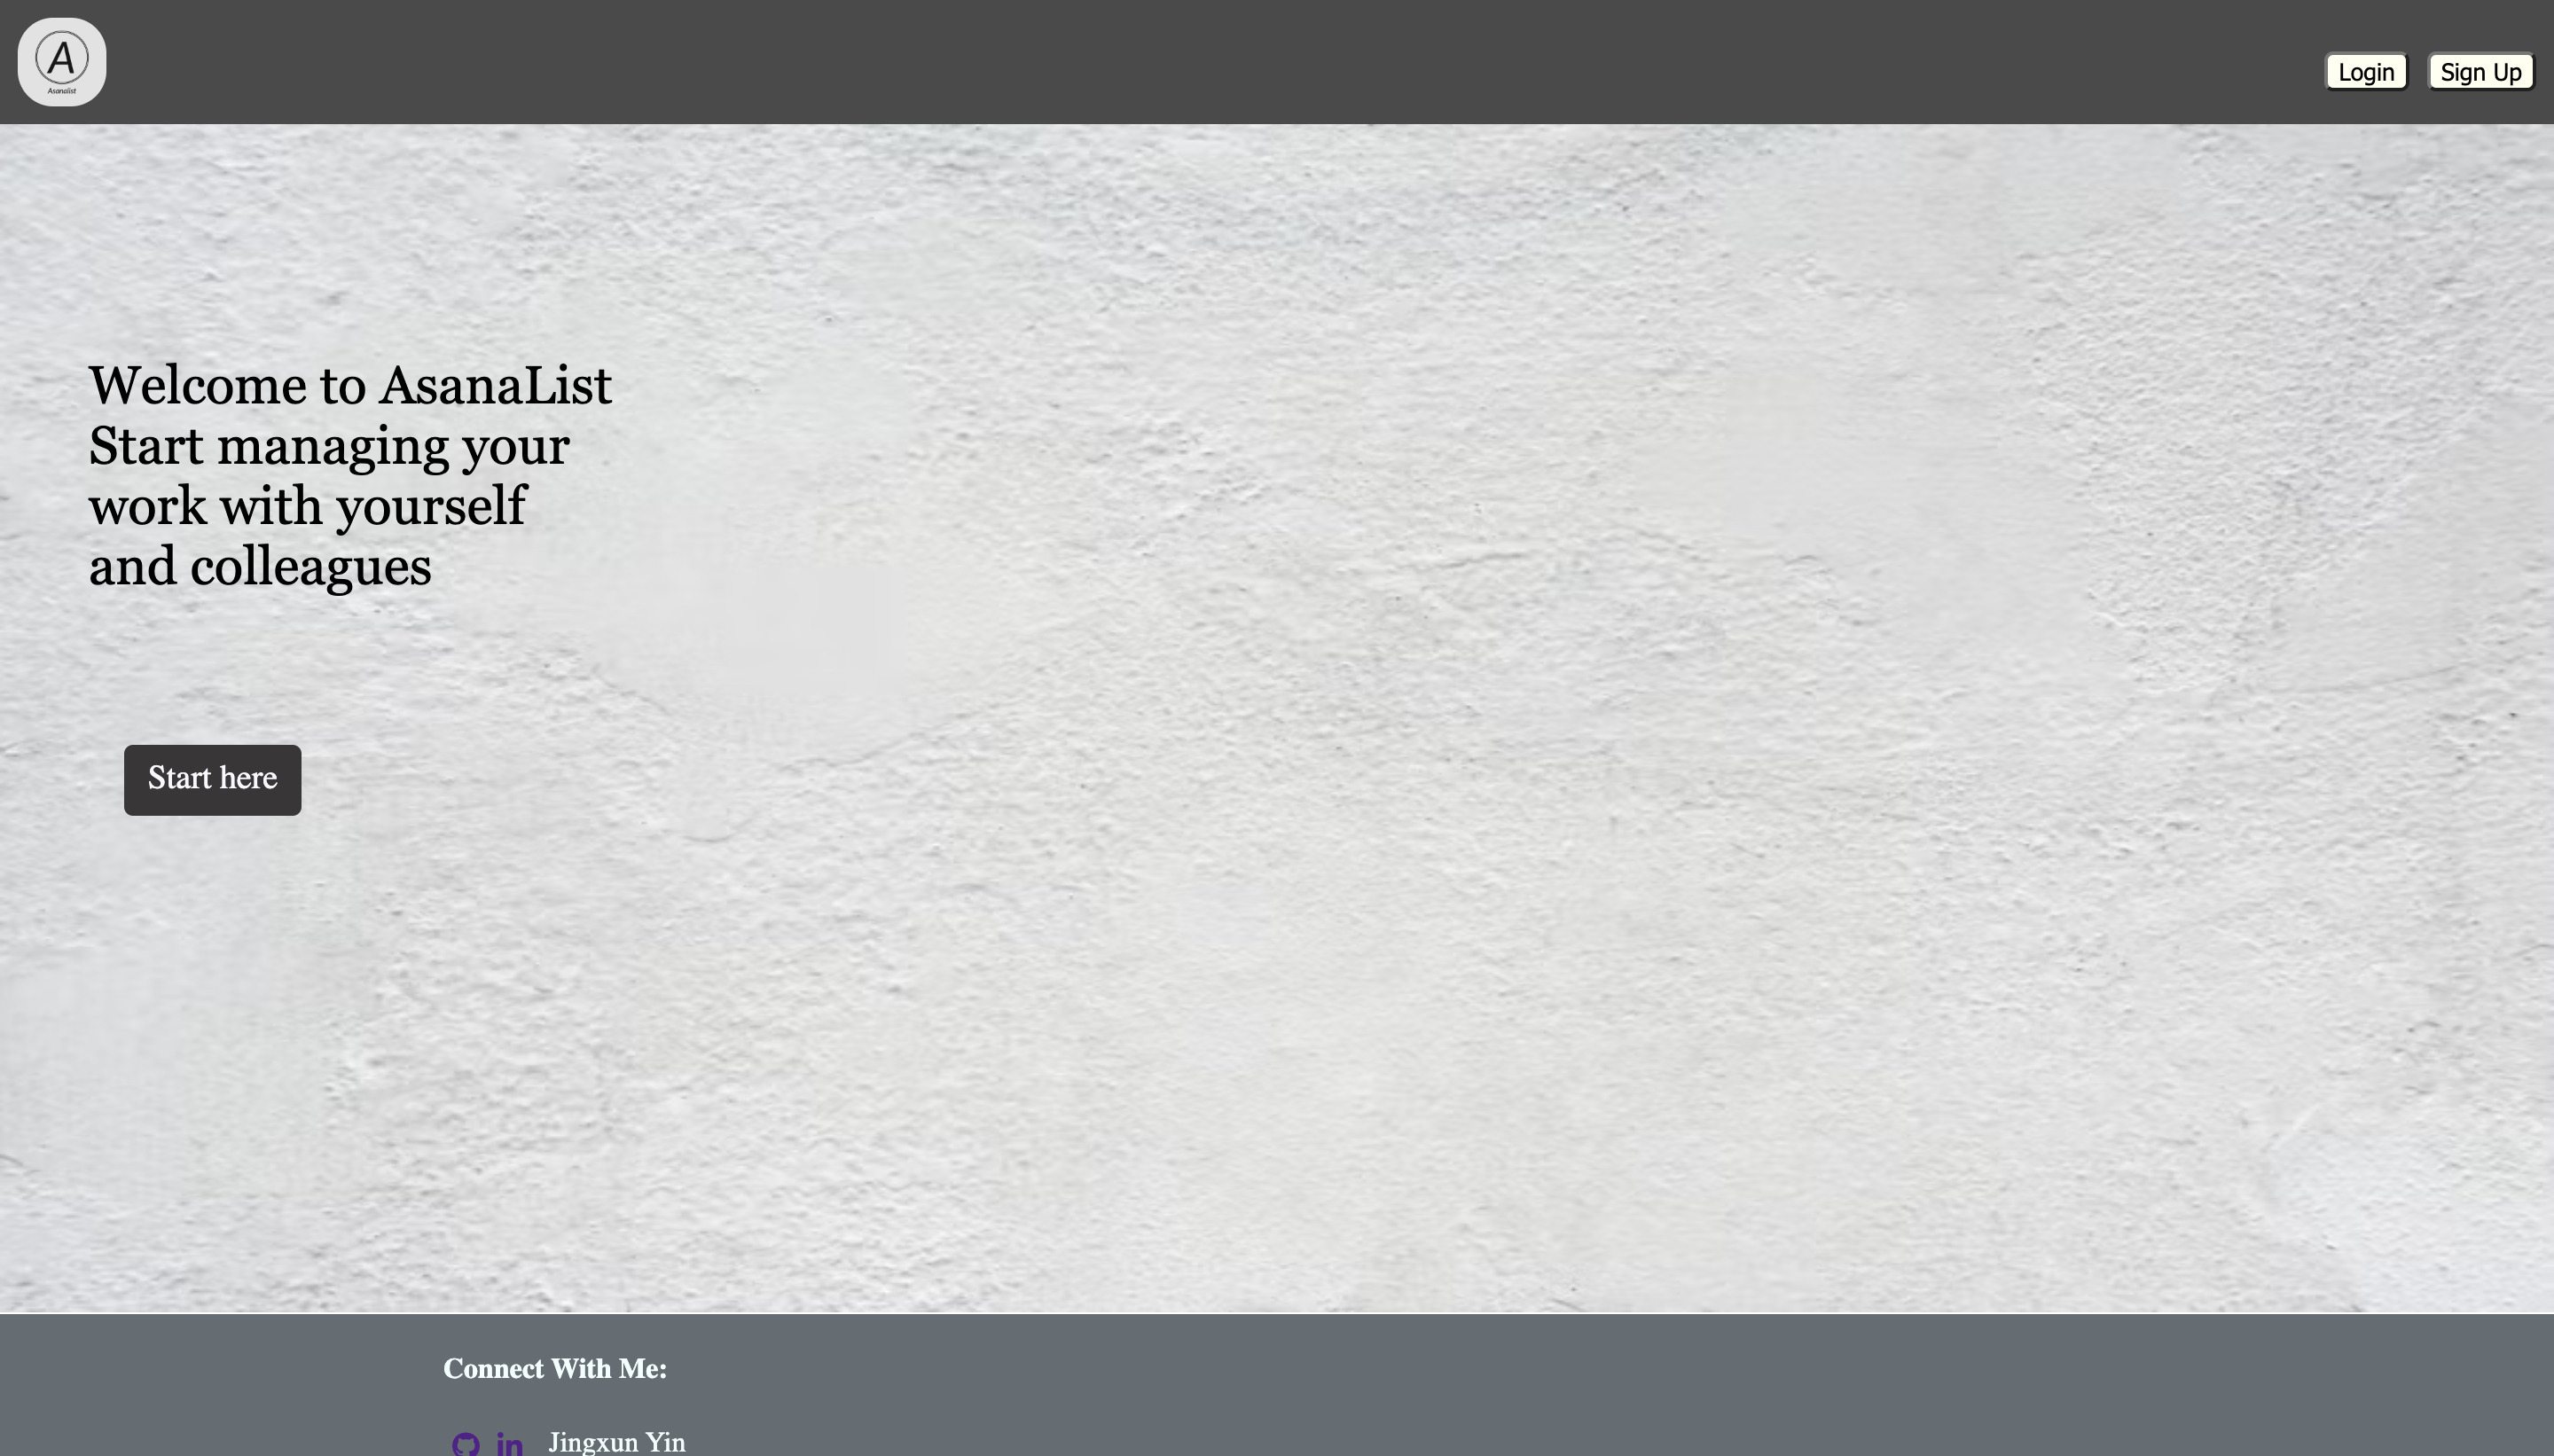 A
Asanalist
Login
Sign Up
Welcome to AsanaList
Start managing your
work with yourself
and colleagues
Start here
Connect With Me:
in Jingxun Yin